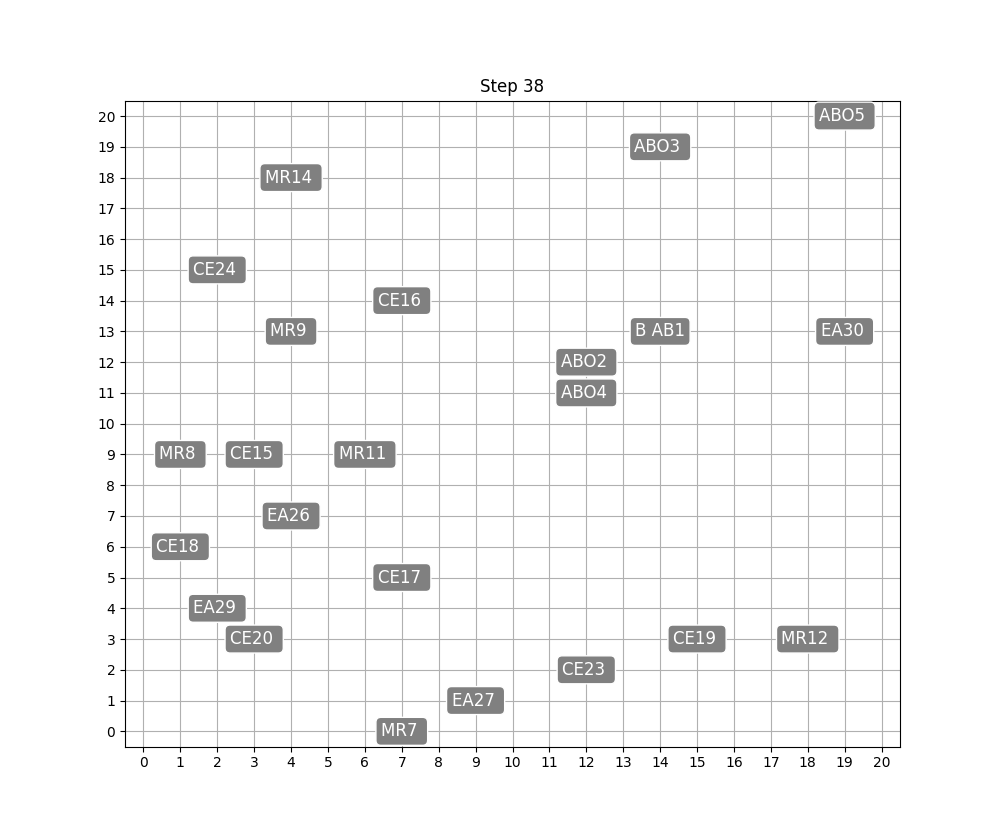 Step 38
20 ABO5
19 ABO3
18 MR14
17
16
15 CE24
14 CE16
13 MR9 B AB1 EA30
12 ABO2
11 ABO4
10
9 MR8 CE15 MR11
8
7 EA26
6 CE18
5 CE17
4 EA29
3 CE20 CE19 MR12
2 CE23
1 EA27
0 MR7
0 1 2 3 4 5 6 7 8 9 10 11 12 13 14 15 16 17 18 19 20